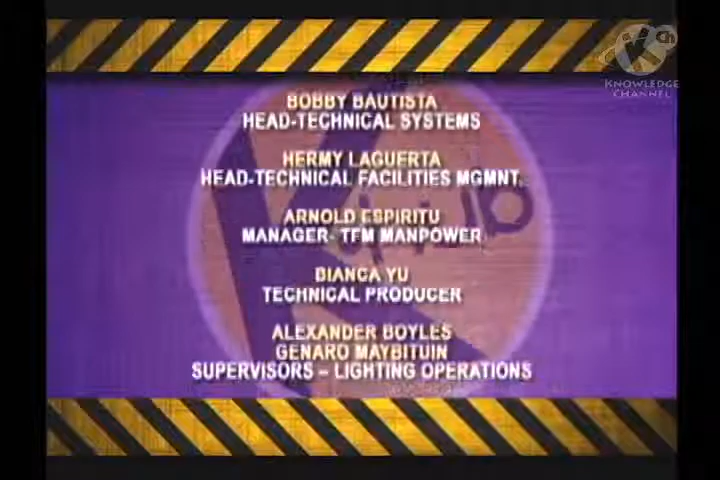 Ch
K
KNOWLEDGE
CHANNEL
BOBBY BAUTISTA
HEAD-TECHNICAL SYSTEMS
HERMY LAGUERTA
HEAD-TECHNICAL FACILITIES MGMNT.
ARNOLD ESPIRITU
MANAGER- TFM MANPOWER
BIANCA YU
TECHNICAL PRODUCER
ALEXANDER BOYLES
GENARO MAYBITUIN
SUPERVISORS – LIGHTING OPERATIONS